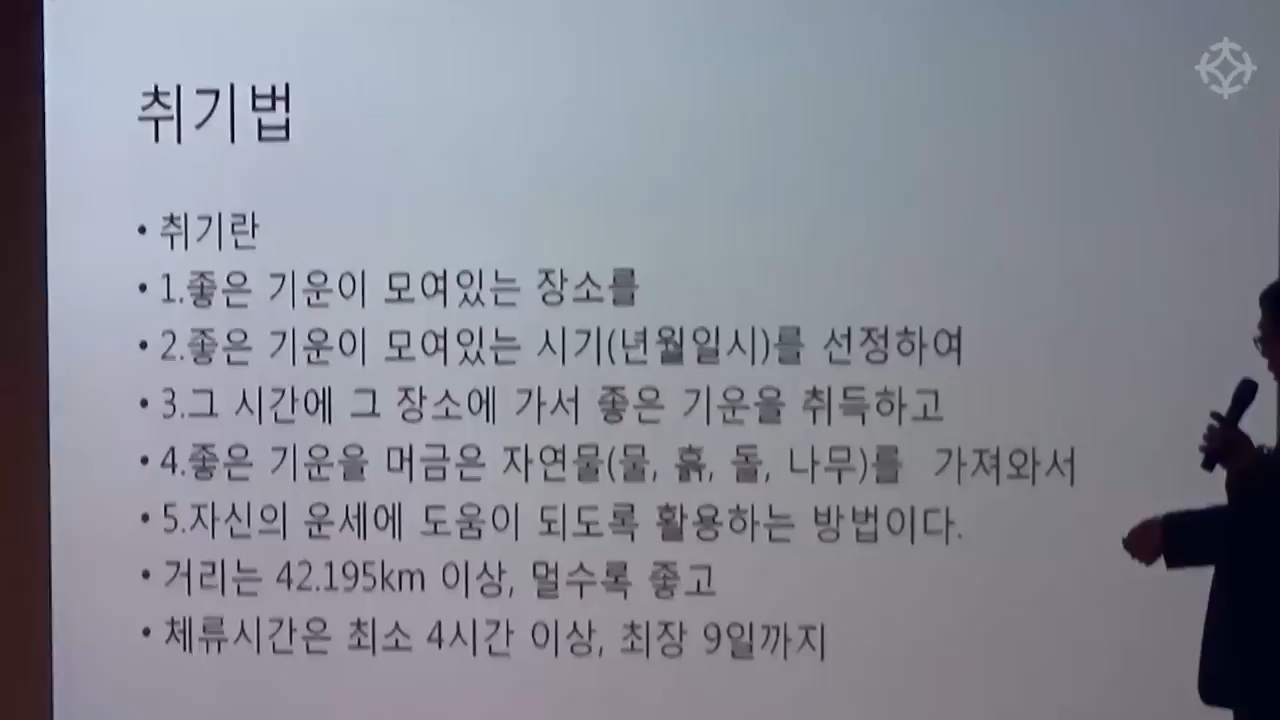 취기법
• 취기란
• 1.좋은 기운이 모여있는 장소를
• 2.좋은 기운이 모여있는 시기(년월일시)를 선정하여
• 3.그 시간에 그 장소에 가서 좋은 기운을 취득하고
• 4.좋은 기운을 머금은 자연물(물, 흙, 돌, 나무)를 가져와서
• 5.자신의 운세에 도움이 되도록 활용하는 방법이다.
• 거리는 42.195km 이상, 멀수록 좋고
• 체류시간은 최소 4시간 이상, 최장 9일까지